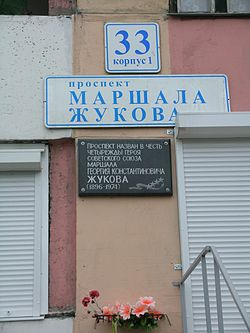 33
корпус 1
проспект
МАРШАЛА
ЖУКОВА
ПРОСПЕКТ НАЗВАН В ЧЕСТЬ
ЧЕТЫРЕЖДЫ ГЕРОЯ
СОВЕТСКОГО СОЮЗА
МАРШАЛА
ГЕОРГИЯ КОНСТАНТИНОВИЧА
ЖУКОВА
(1896-1974)